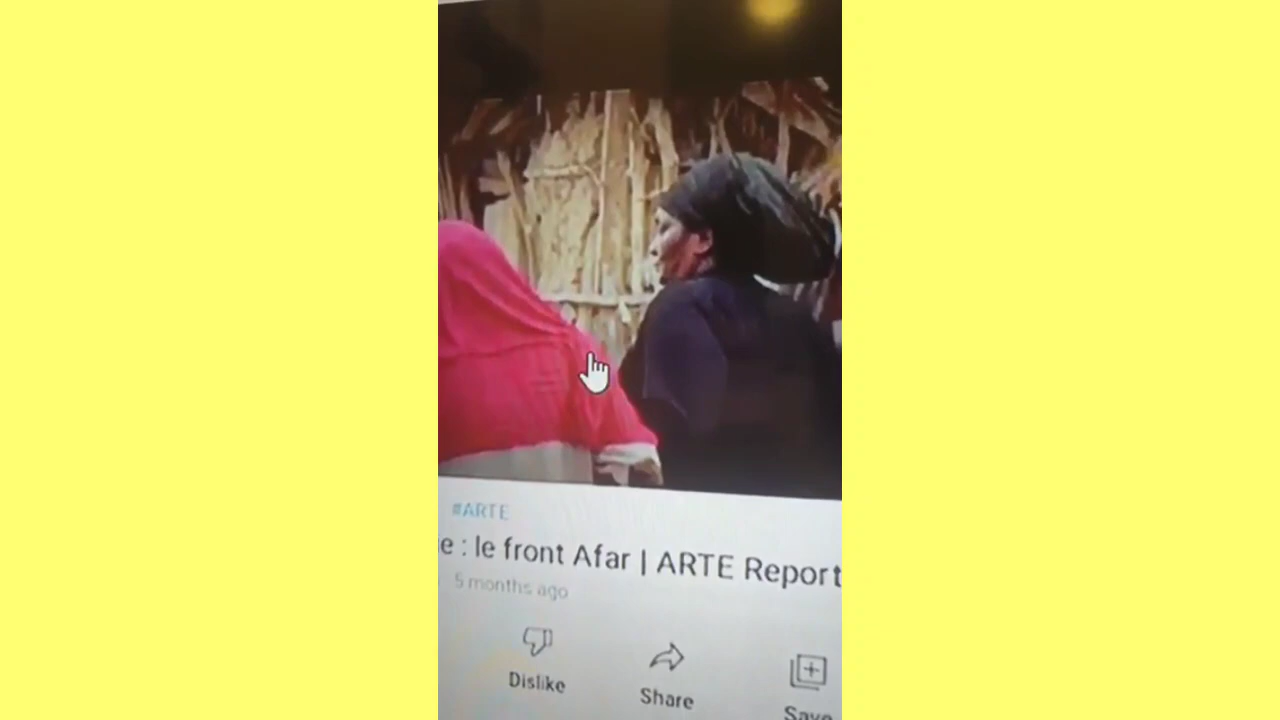 #ARTE
e : le front Afar | ARTE Report
5 months ago
Dislike
Share
Save